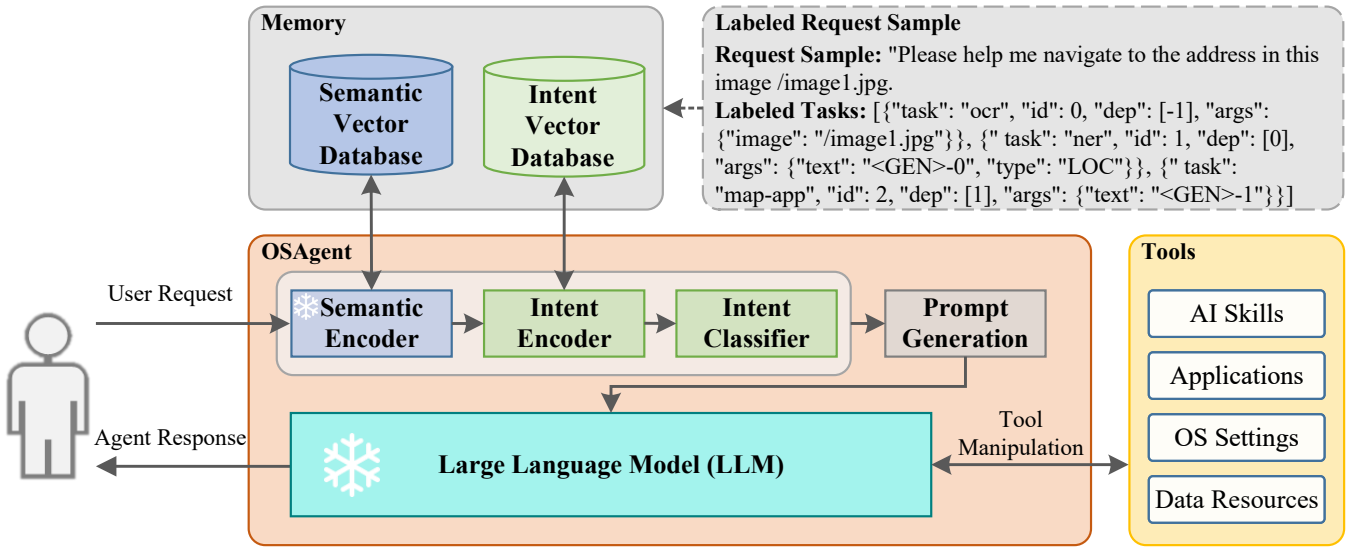 Memory
Semantic
Vector
Database
Intent
Vector
Database
Labeled Request Sample
Request Sample: "Please help me navigate to the address in this
image /image1.jpg.
Labeled Tasks: [{"task": "ocr", "id": 0, "dep": [-1], "args":
{"image": "/image1.jpg"}}, {" task": "ner", "id": 1, "dep": [0],
"args": {"text": "<GEN>-0", "type": "LOC"}}, {" task":
"map-app", "id": 2, "dep": [1], "args": {"text": "<GEN>-1"}}]
OSAgent
User Request
Semantic
Encoder
Intent
Encoder
Intent
Classifier
Prompt
Generation
Agent Response
Large Language Model (LLM)
Tool
Manipulation
Tools
AI Skills
Applications
OS Settings
Data Resources